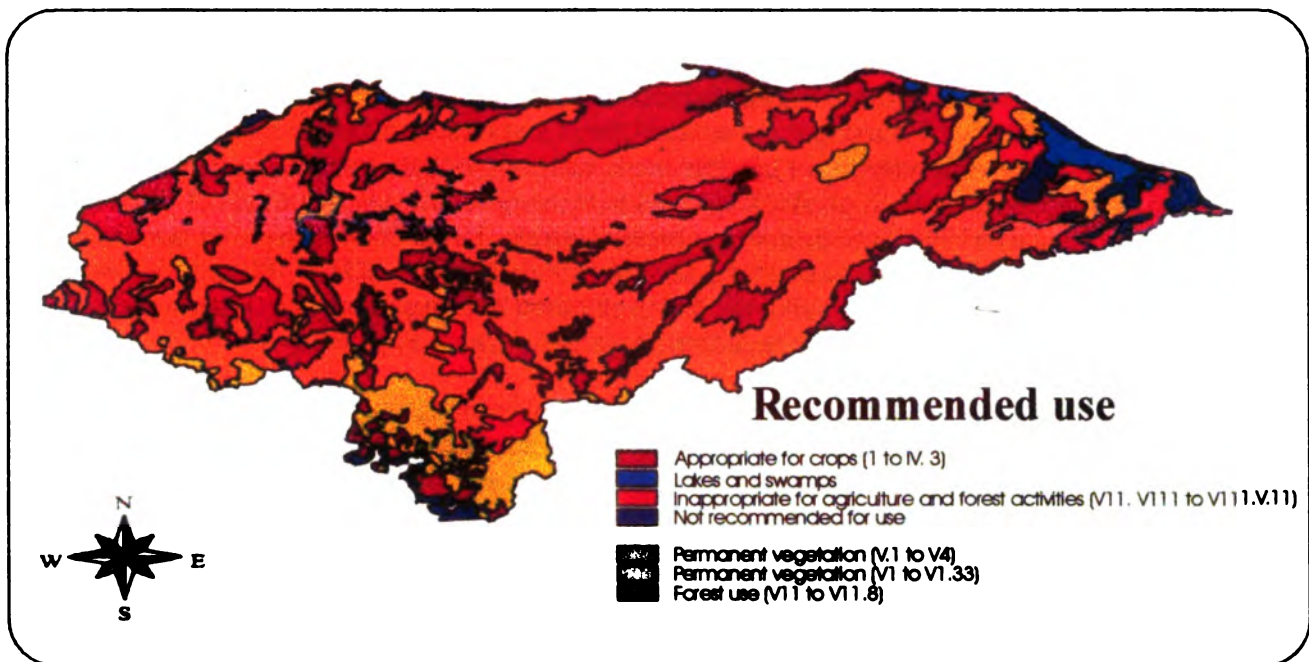 Recommended use
Appropriate for crops (1 to IV. 3)
Lakes and swamps
Inappropriate for agriculture and forest activities (V11. V111 to V111.V.11)
Not recommended for use
Permanent vegetation (V.1 to V4)
Permanent vegetation (V1 to V1.33)
Forest use (V11 to V11.8)
N
W E
S